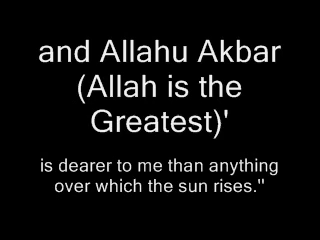 and Allahu Akbar
(Allah is the
Greatest)'
is dearer to me than anything
over which the sun rises."